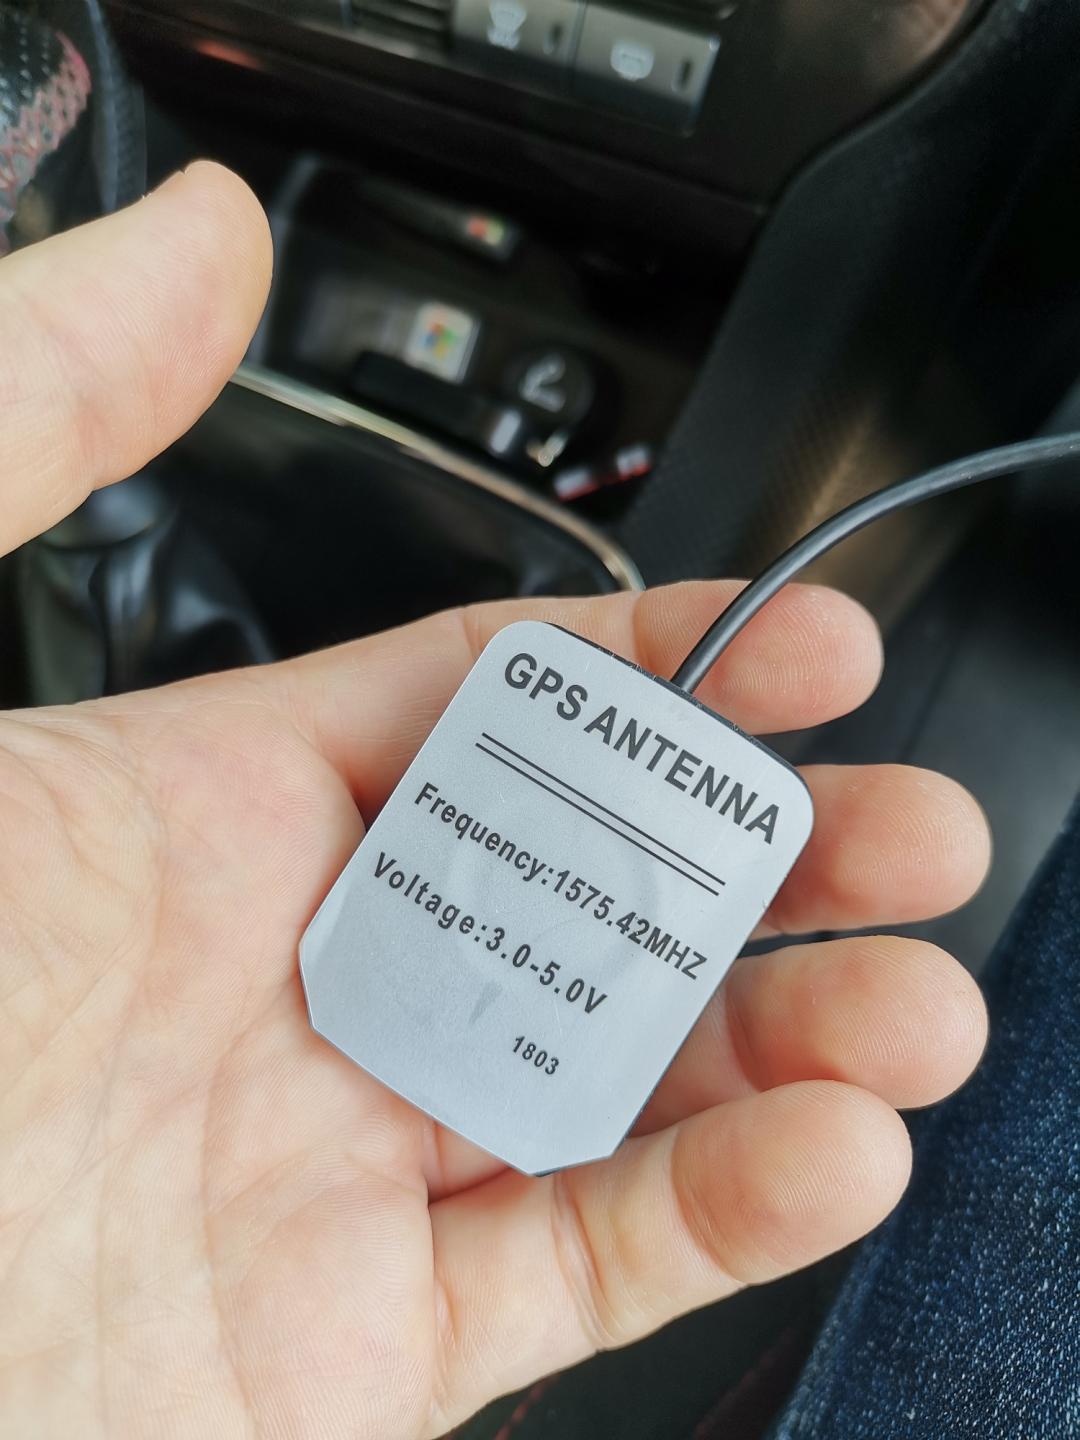 GPS ANTENNA
Frequency:1575.42MHZ
Voltage:3.0-5.0V
1803